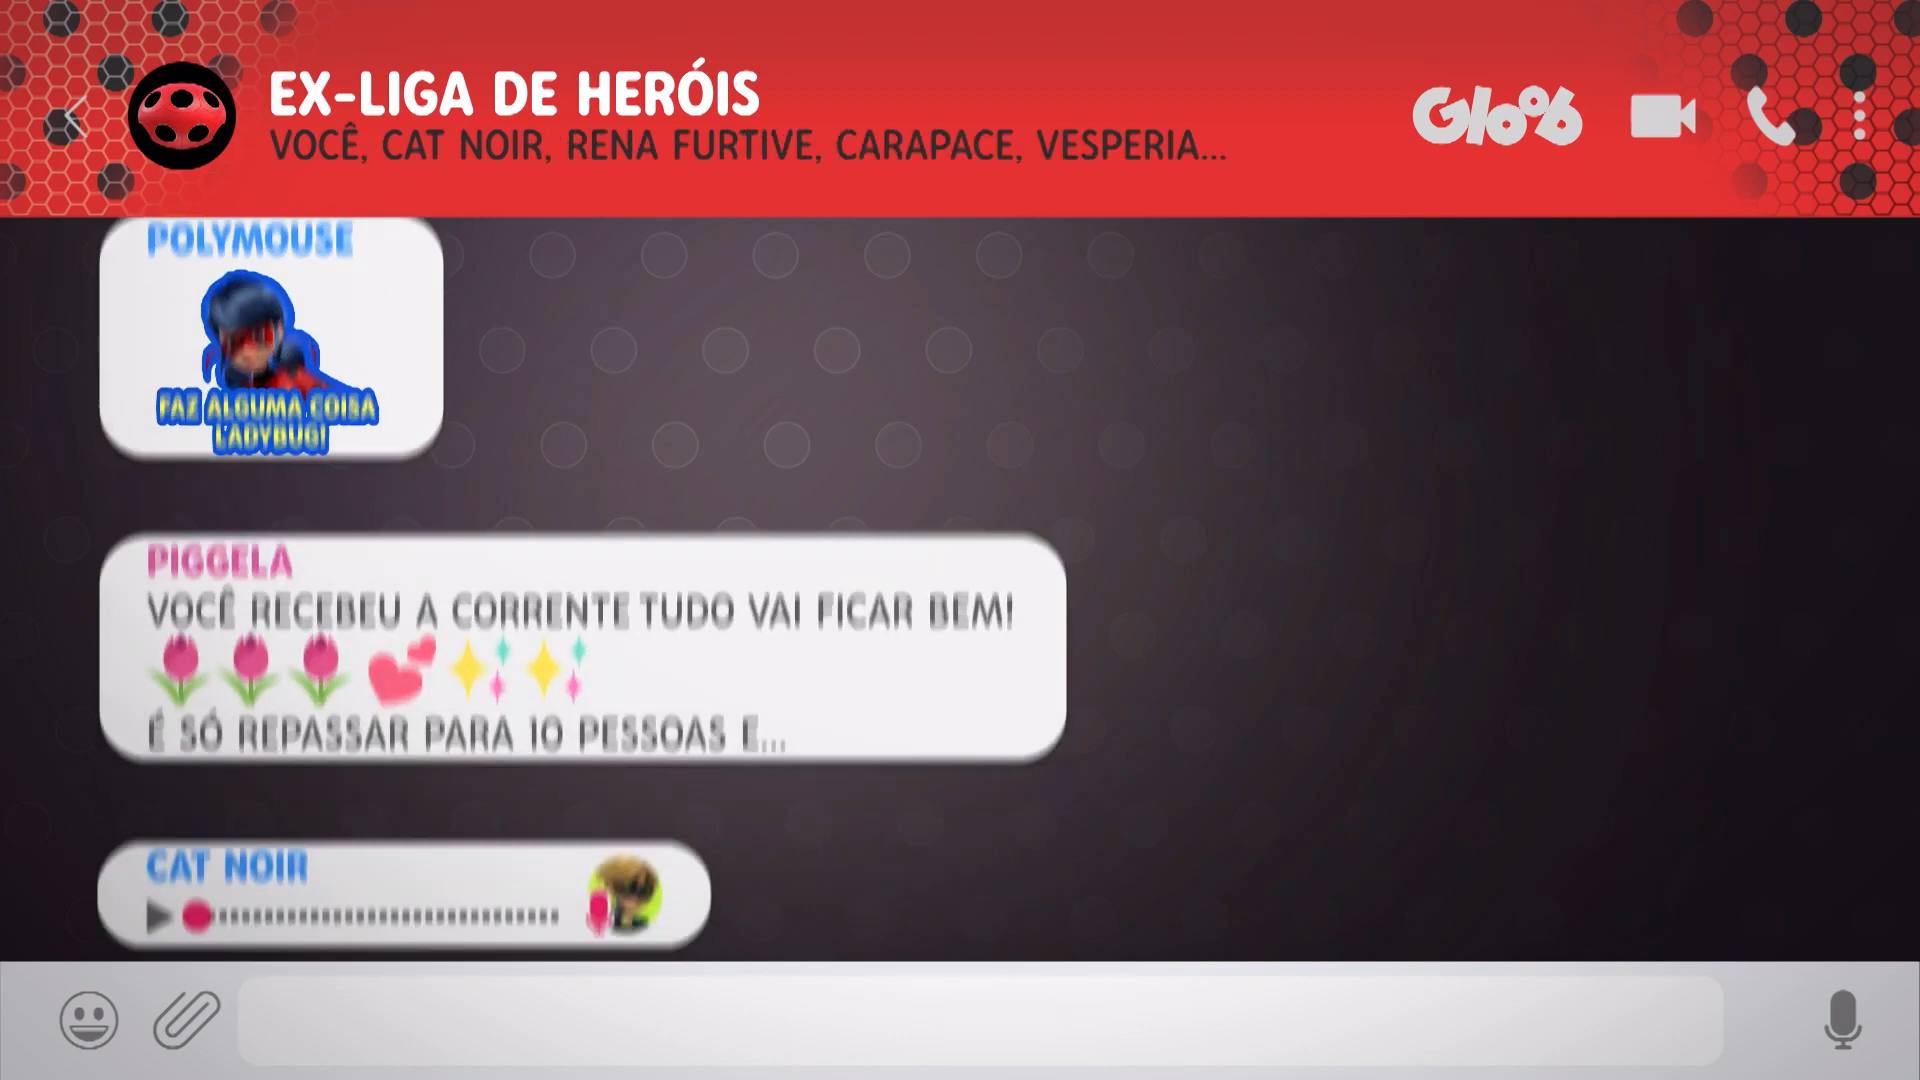 EX-LIGA DE HERÓIS
VOCÊ, CAT NOIR, RENA FURTIVE, CARAPACE, VESPERIA...
Gloob
POLYMOUSE
FAZ ALGUMA COISA
LADYBUG!
PIGGELA
VOCÊ RECEBEU A CORRENTE TUDO VAI FICAR BEM!
É SÓ REPASSAR PARA 10 PESSOAS E...
CAT NOIR